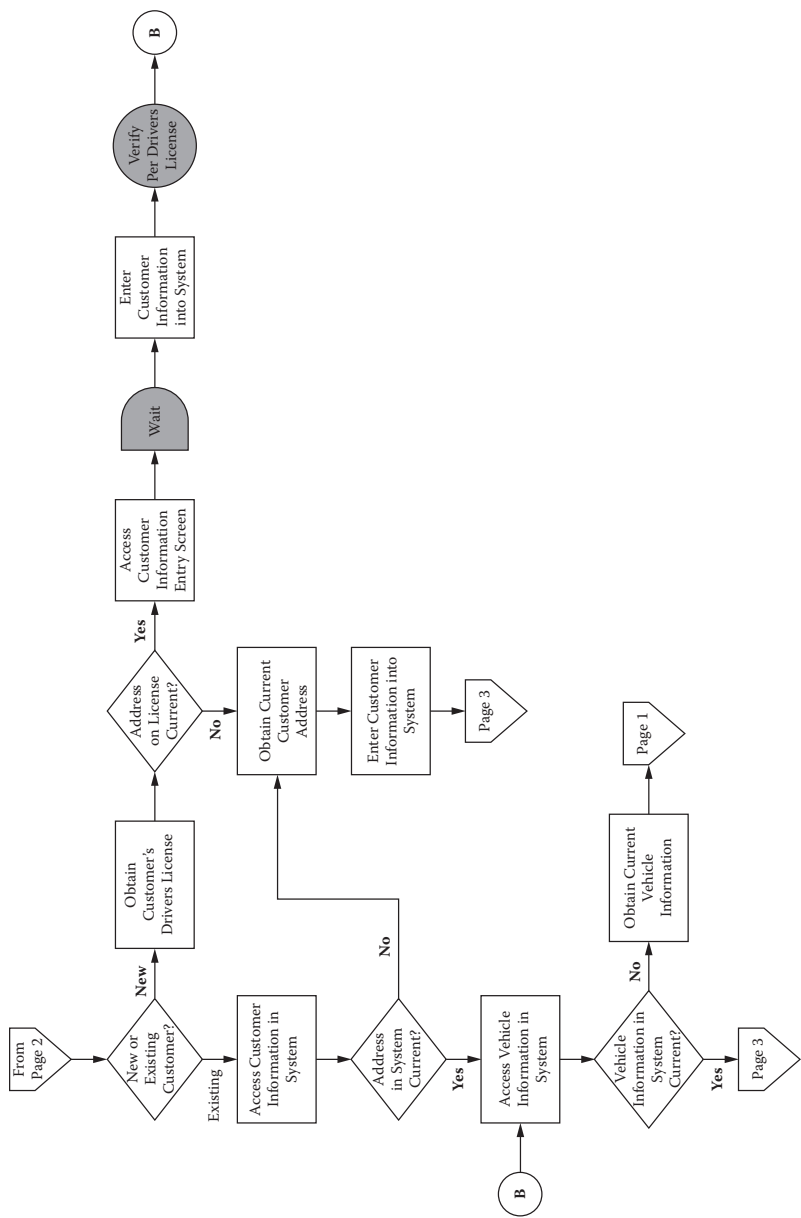 From
Page 2
New or
Existing
Customer?
New
Obtain
Customer's
Drivers License
Address
on License
Current?
Yes
Access
Customer
Information
Entry Screen
Wait
Enter
Customer
Information
into System
Verify
Per Drivers
License
B
Existing
Access Customer
Information in
System
No
Obtain Current
Customer
Address
Enter Customer
Information into
System
Page 3
Address
in System
Current?
No
Yes
B
Access Vehicle
Information in
System
Vehicle
Information in
System
Current?
No
Obtain Current
Vehicle
Information
Page 1
Yes
Page 3